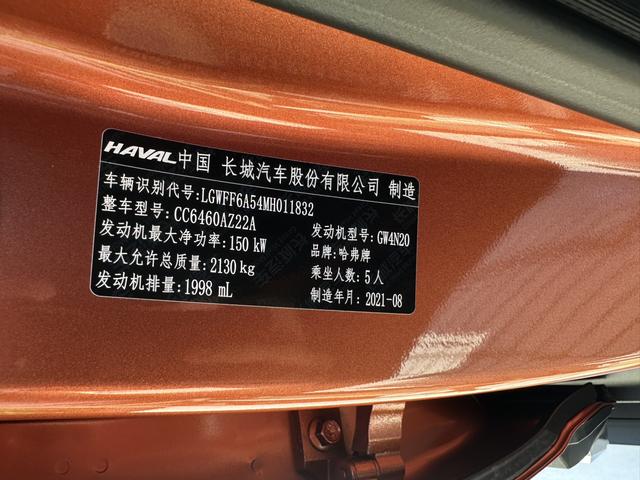 HAVAL中国 长城汽车股份有限公司 制造
车辆识别代号:LGWFF6A54MH011832
整车型号:CC6460AZ22A
发动机型号:GW4N20
发动机最大净功率:150 kW
品牌:哈弗牌
最大允许总质量:2130 kg
乘坐人数:5人
发动机排量:1998 mL
制造年月:2021-08